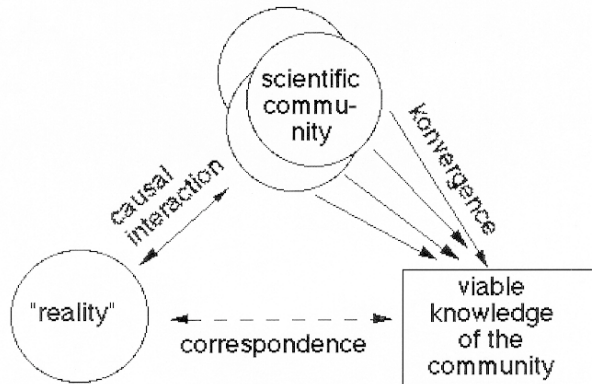 scientific
commu-
nity
konvergence
causal
interaction
"reality"
correspondence
viable
knowledge
of the
community